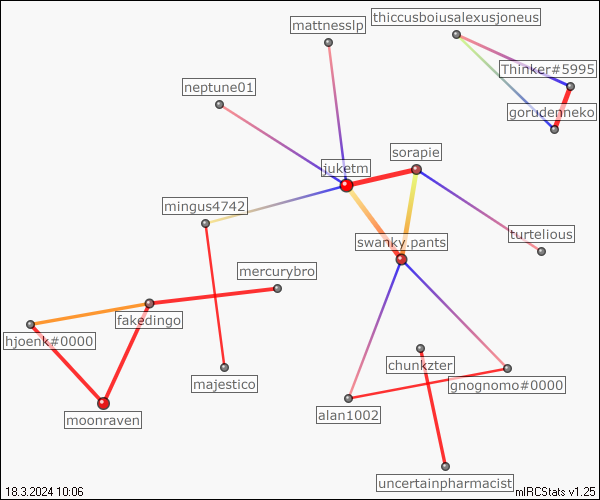 thiccusboiusalexusjoneus
mattnesslp
Thinker#5995
neptune01
gorudenneko
sorapie
juketm
mingus4742
turtelious
swanky.pants
mercurybro
fakedingo
hjoenk#0000
chunkzter
majestico
gnognomo#0000
alan1002
moonraven
uncertainpharmacist
18.3.2024 10:06
mIRCStats v1.25